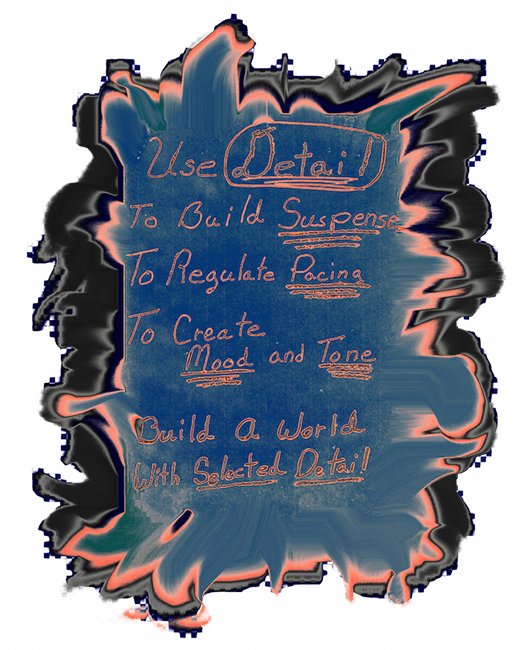 Use Detail
To Build Suspense
To Regulate Pacing
To Create
Mood and Tone
Build a World
With Selected Detail